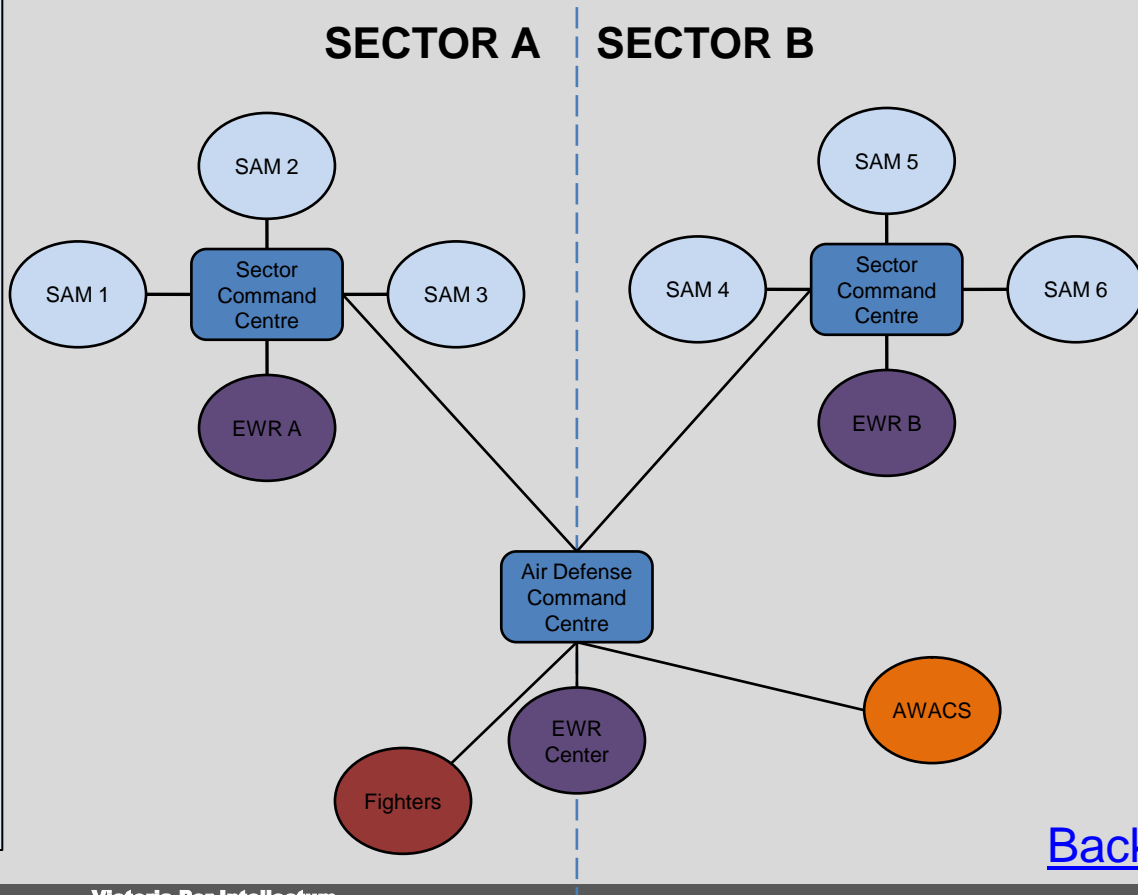 SECTOR A
SECTOR B
SAM 2
SAM 5
SAM 1
Sector
Command
Centre
SAM 3
SAM 4
Sector
Command
Centre
SAM 6
EWR A
EWR B
Air Defense
Command
Centre
AWACS
EWR
Center
Fighters
Back